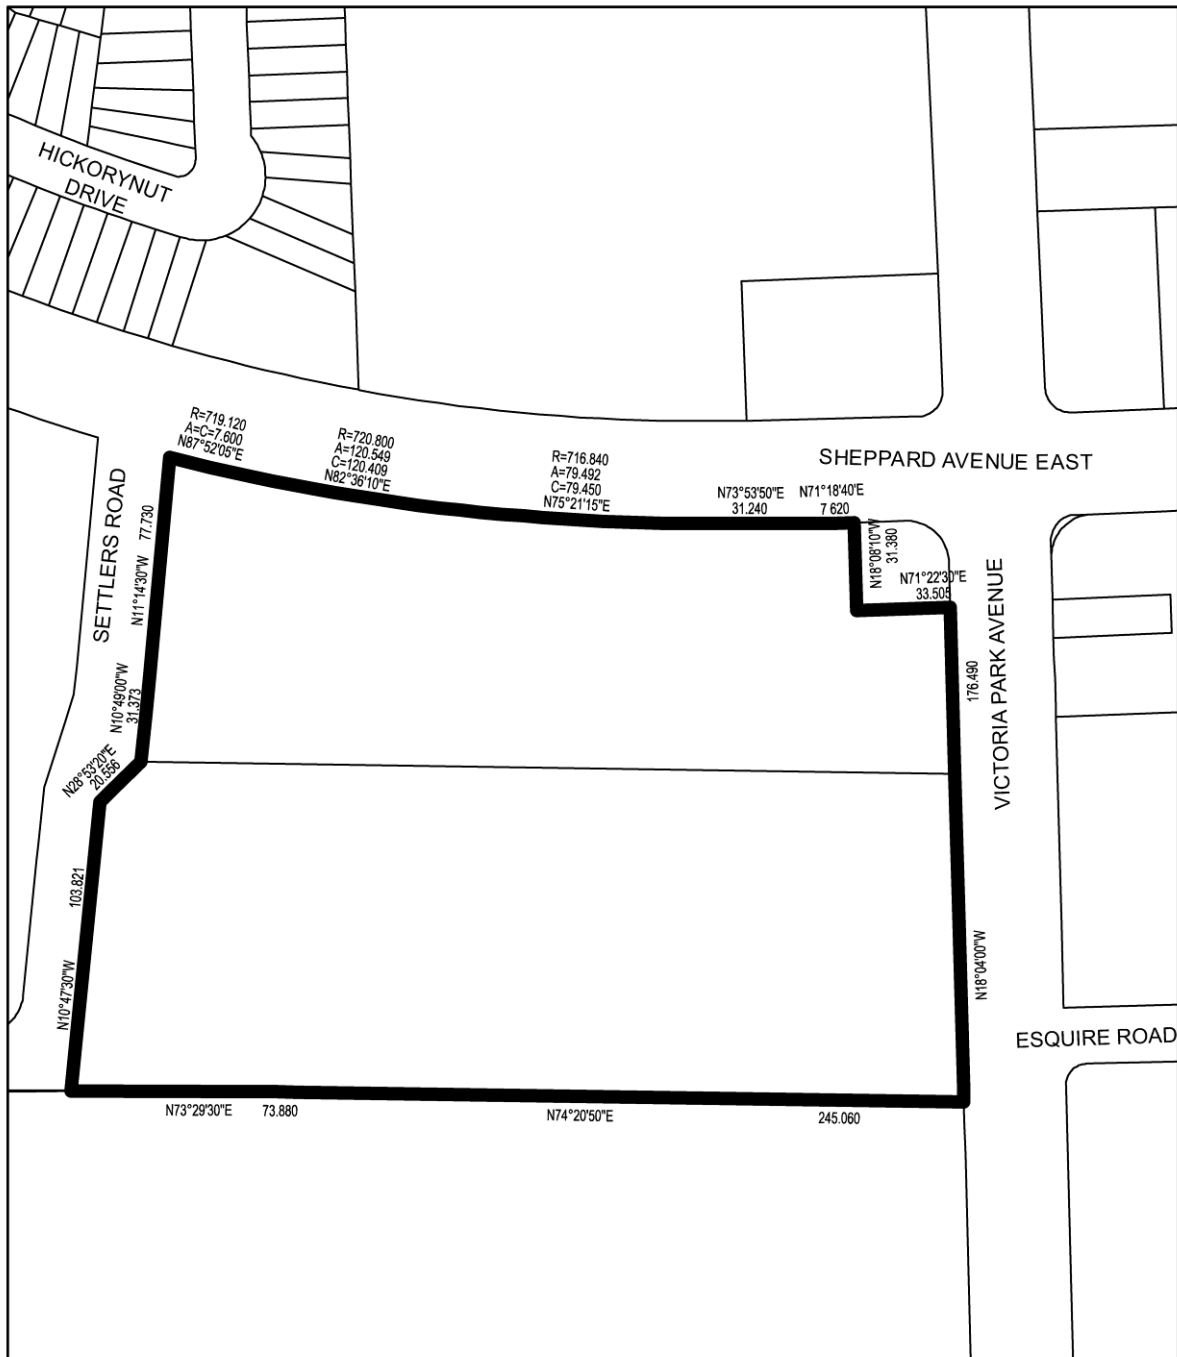 HICKORYNUT
DRIVE
R=719.120
A=C=7.600
N87°52'05"E
R=720.800
A=120.549
C=120.409
N82°36'10"E
R=716.840
A=79.492
C=79.450
N75°21'15"E
SHEPPARD AVENUE EAST
N73°53'50"E
31.240
N71°18'40'E
7 620
N18°08'10"W
31.380
N71°22'30"E
33.505
SETTLERS ROAD
77.730
N11°14'30"W
N10°49'00"W
31.373
N28°53'20"E
20.556
103.821
N10°47'30"W
176.490
VICTORIA PARK AVENUE
N18°04'00"W
ESQUIRE ROAD
N73°29'30"E
73.880
N74°20'50"E
245.060